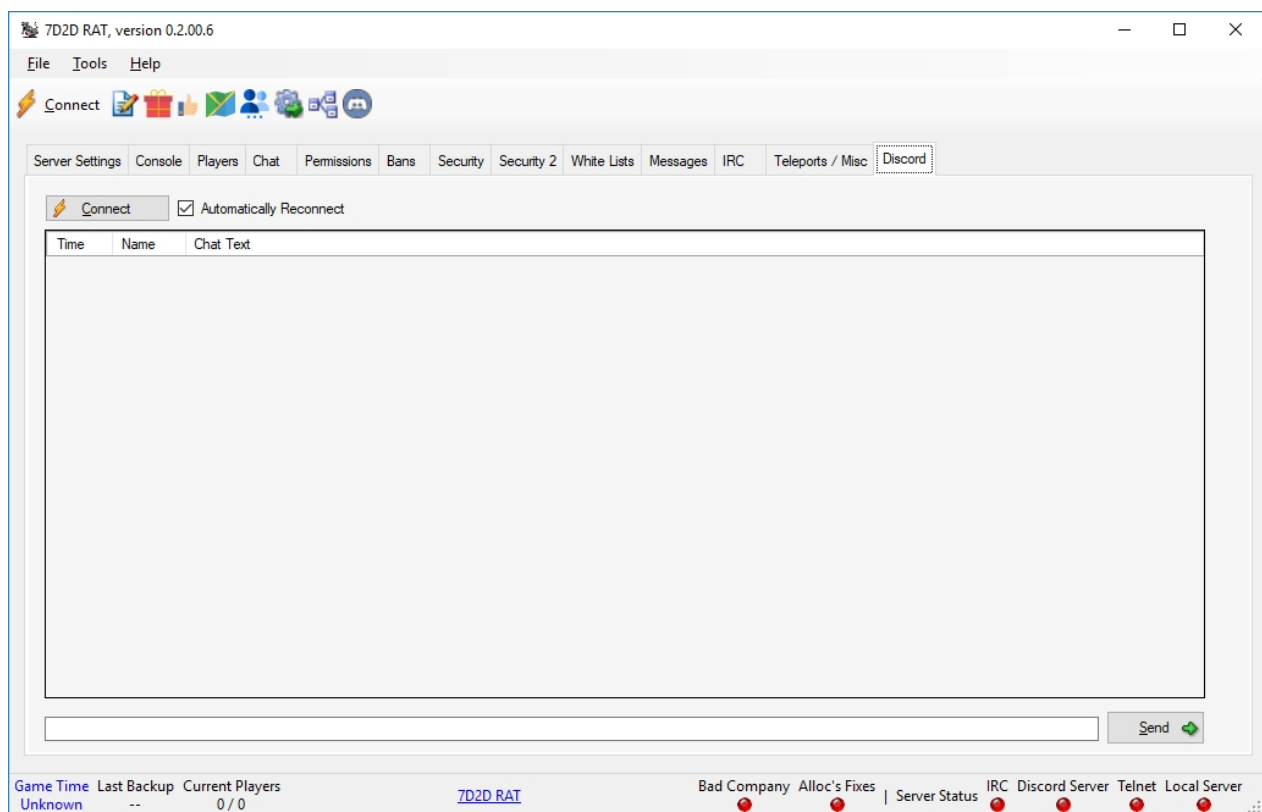 7D2D RAT, version 0.2.00.6
File Tools Help
Connect
Server Settings Console Players Chat Permissions Bans Security Security 2 White Lists Messages IRC Teleports / Misc Discord
Connect Automatically Reconnect
Time Name Chat Text
Send
Game Time Last Backup Current Players Bad Company Alloc's Fixes | Server Status IRC Discord Server Telnet Local Server
Unknown -- 0 / 0 7D2D RAT